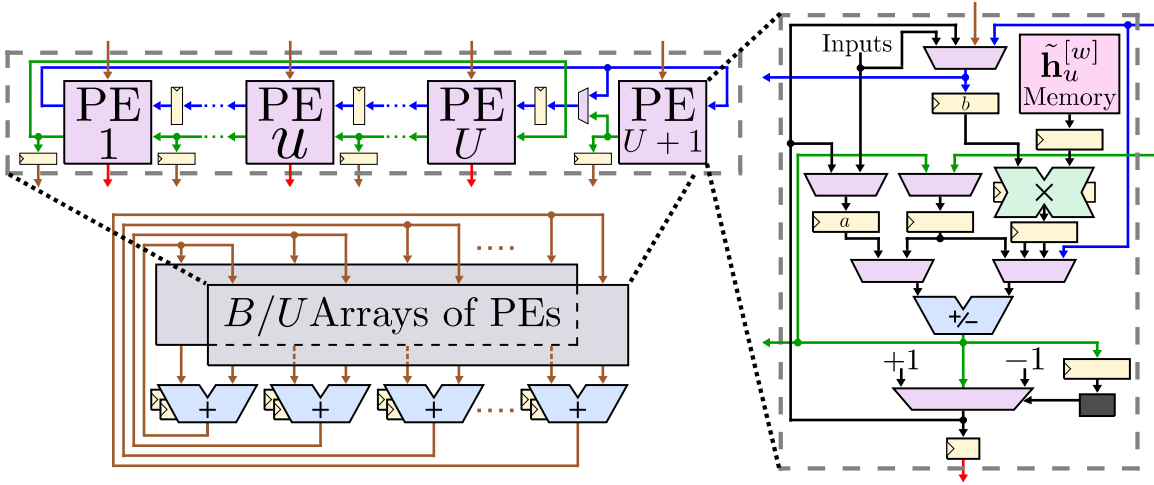 PE
1
PE
u
PE
U
PE
U + 1
B/U Arrays of PEs
+
+
+
+
Inputs
h̃_u^{[w]}
Memory
b
×
a
+/−
+1
−1